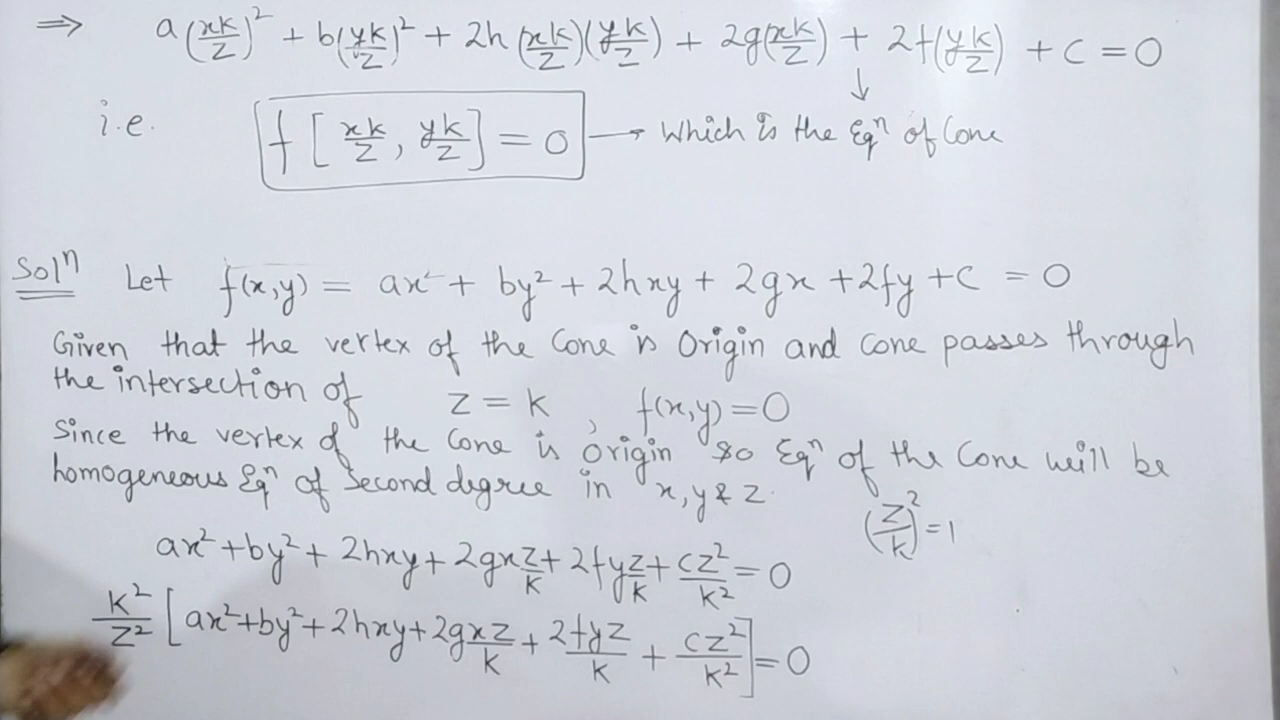 ⇒ a(xk/z)² + b(yk/z)² + 2h(xk/z)(yk/z) + 2g(xk/z) + 2f(yk/z) + c = 0
i.e. f[xk/z, yk/z] = 0 → which is the Eqⁿ of Cone
Solⁿ Let f(x,y) = ax² + by² + 2hxy + 2gx + 2fy + c = 0
Given that the vertex of the Cone is Origin and cone passes through
the intersection of z = k , f(x,y) = 0
Since the vertex of the Cone is origin so Eqⁿ of the Cone will be
homogeneous Eqⁿ of Second degree in x, y & z.
(z/k)² = 1
ax² + by² + 2hxy + 2gxz/k + 2fyz/k + cz²/k² = 0
k²/z² [ax² + by² + 2hxy + 2gxz/k + 2fyz/k + cz²/k²] = 0